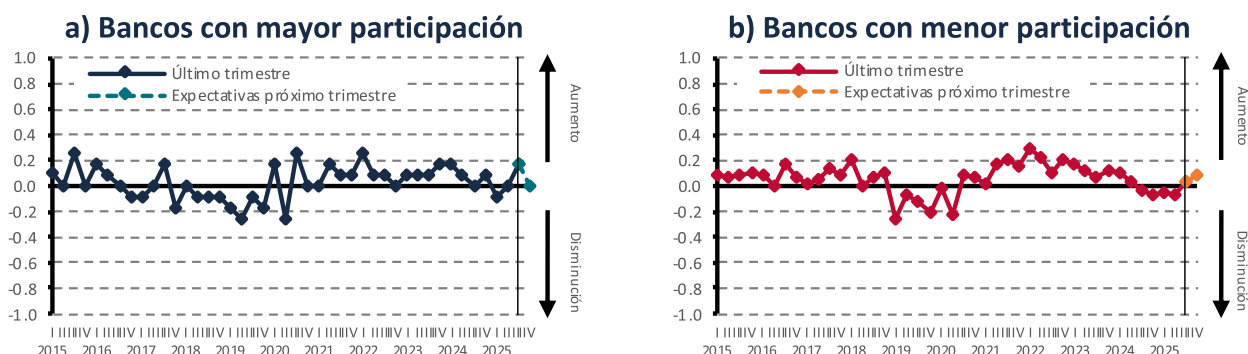 a) Bancos con mayor participación
Último trimestre
Expectativas próximo trimestre
1.0
0.8
0.6
0.4
0.2
0.0
-0.2
-0.4
-0.6
-0.8
-1.0
Aumento
Disminución
2015 2016 2017 2018 2019 2020 2021 2022 2023 2024 2025
b) Bancos con menor participación
Último trimestre
Expectativas próximo trimestre
1.0
0.8
0.6
0.4
0.2
0.0
-0.2
-0.4
-0.6
-0.8
-1.0
Aumento
Disminución
2015 2016 2017 2018 2019 2020 2021 2022 2023 2024 2025